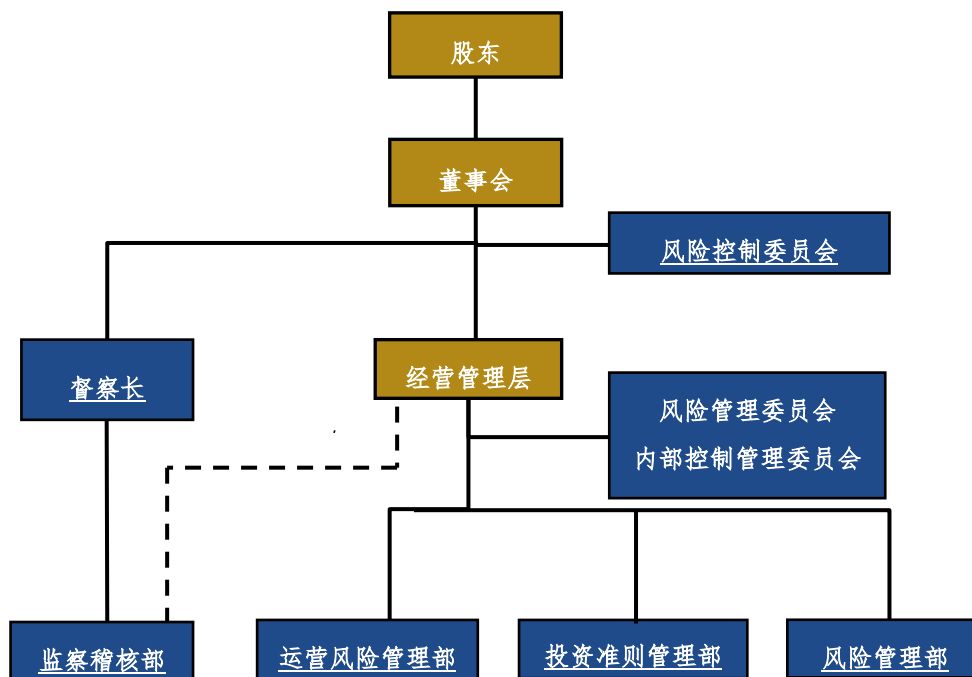 股东
董事会
风险控制委员会
督察长
经营管理层
风险管理委员会
内部控制管理委员会
监察稽核部
运营风险管理部
投资准则管理部
风险管理部